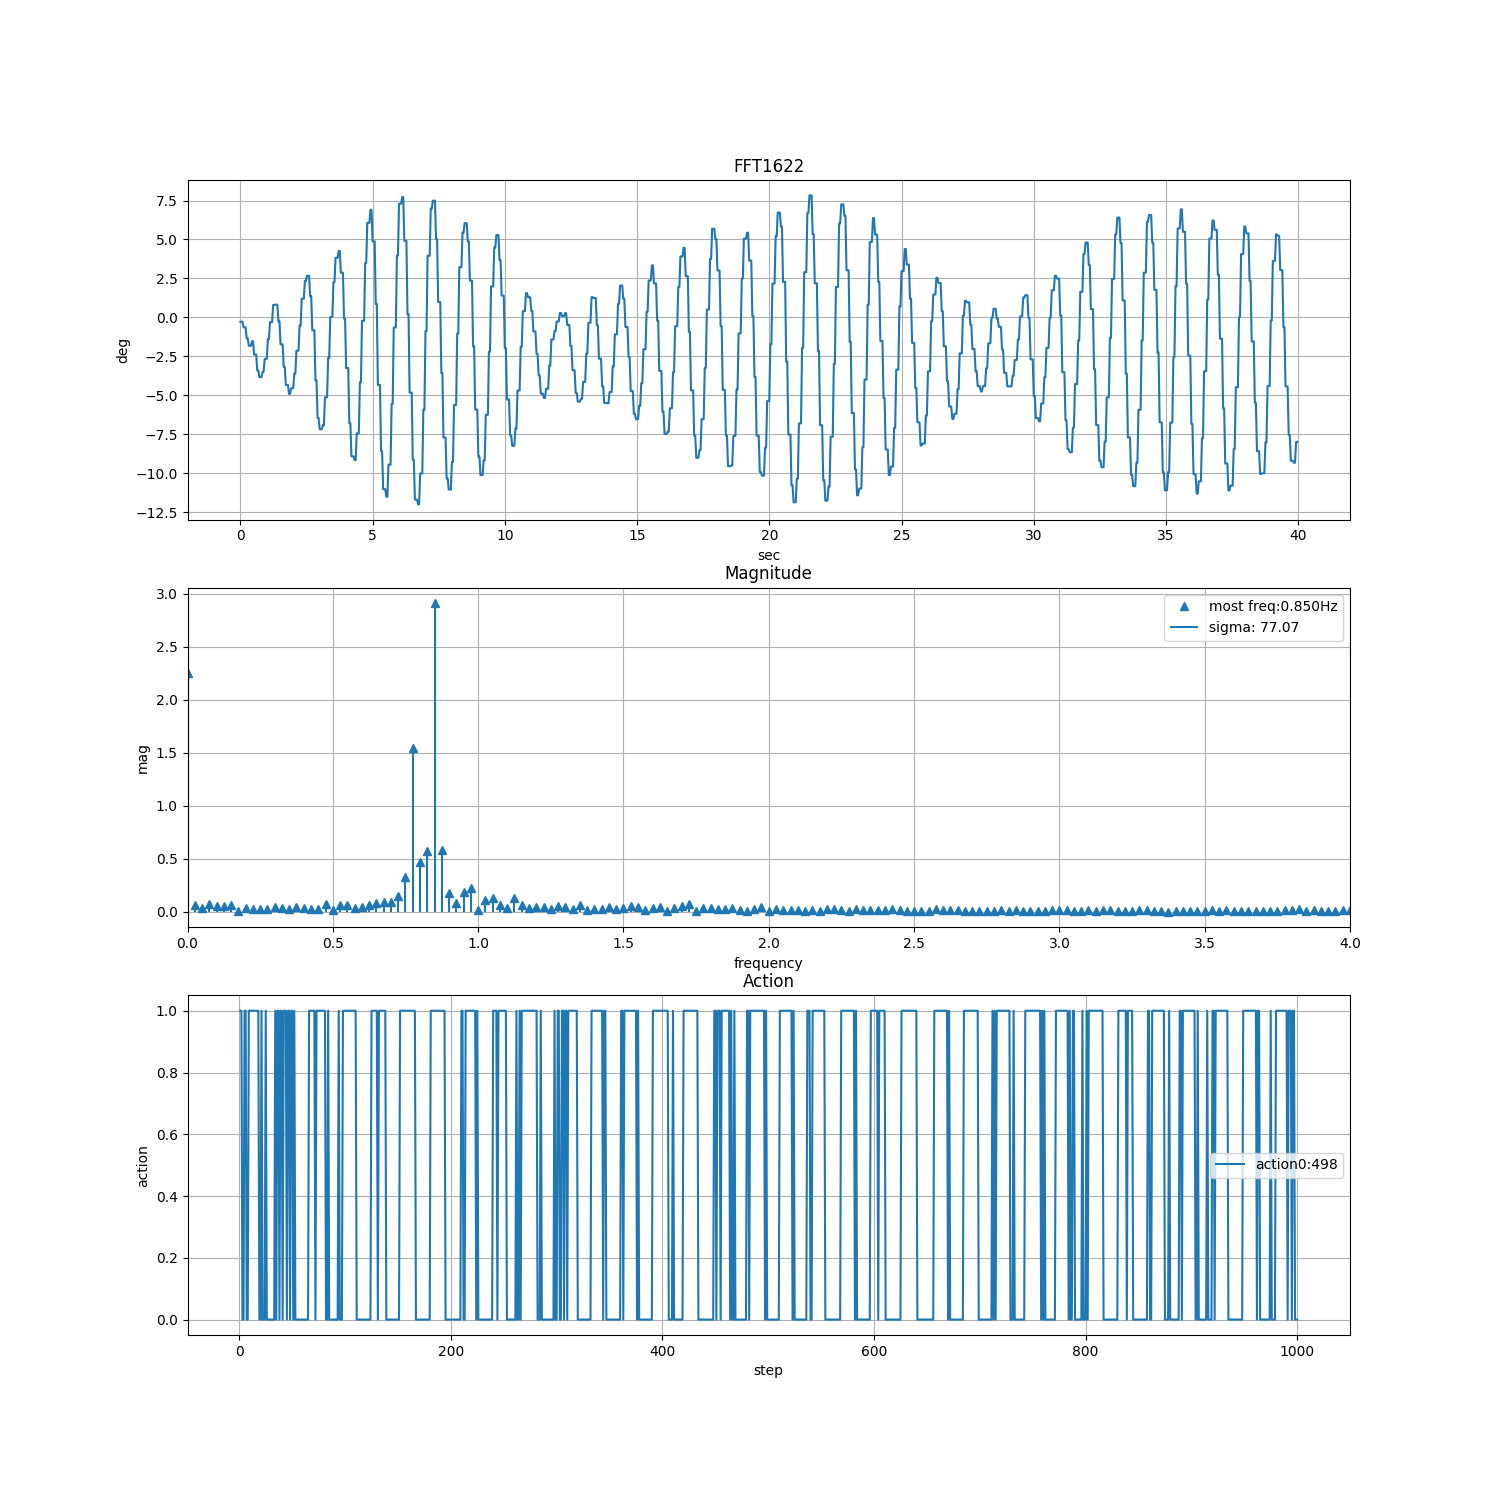 FFT1622
7.5
5.0
2.5
0.0
−2.5
−5.0
−7.5
−10.0
−12.5
deg
0 5 10 15 20 25 30 35 40
sec
Magnitude
3.0
2.5
2.0
1.5
1.0
0.5
0.0
mag
most freq:0.850Hz
sigma: 77.07
0.0 0.5 1.0 1.5 2.0 2.5 3.0 3.5 4.0
frequency
Action
1.0
0.8
0.6
0.4
0.2
0.0
action
action0:498
0 200 400 600 800 1000
step